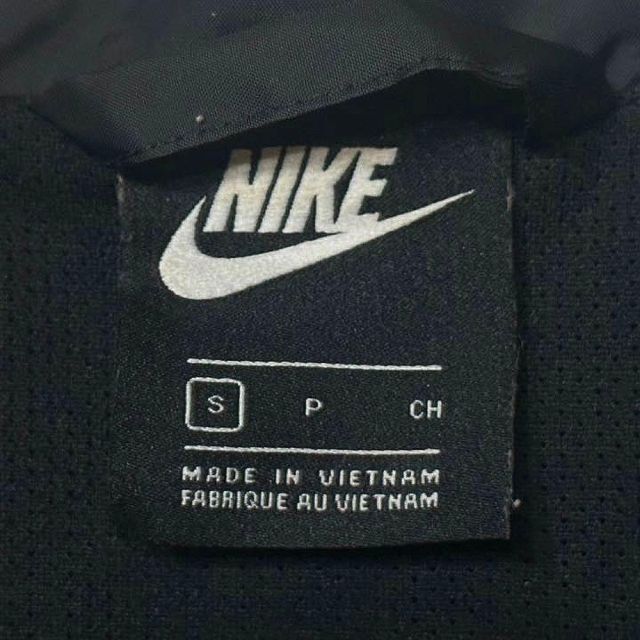 NIKE
S P CH
MADE IN VIETNAM
FABRIQUE AU VIETNAM